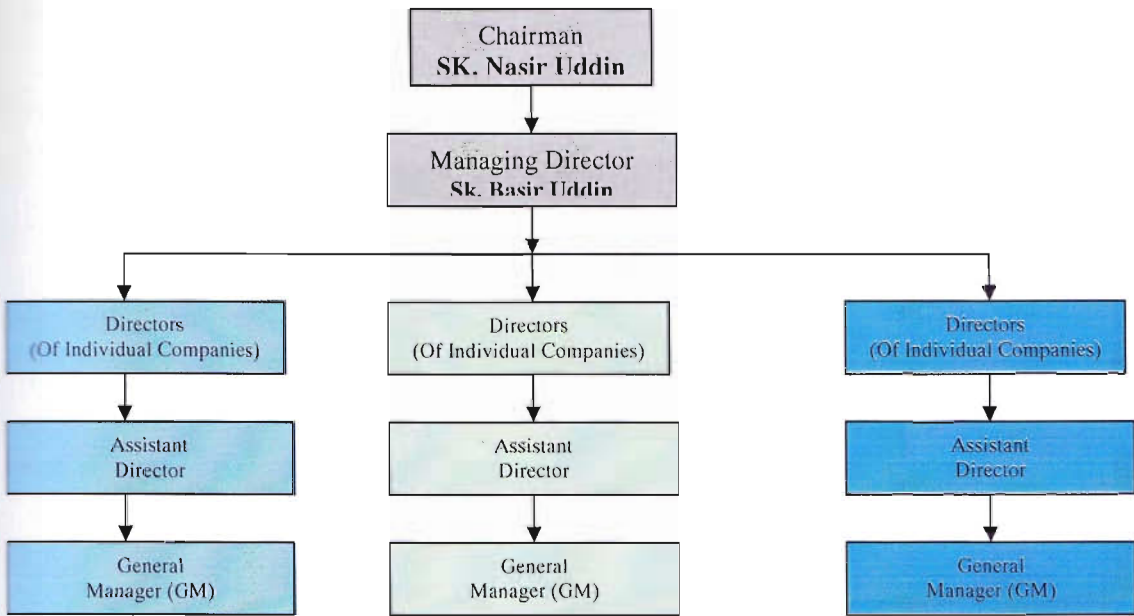 Chairman
SK. Nasir Uddin
Managing Director
Sk. Basir Uddin
Directors
(Of Individual Companies)
Directors
(Of Individual Companies)
Directors
(Of Individual Companies)
Assistant
Director
Assistant
Director
Assistant
Director
General
Manager (GM)
General
Manager (GM)
General
Manager (GM)